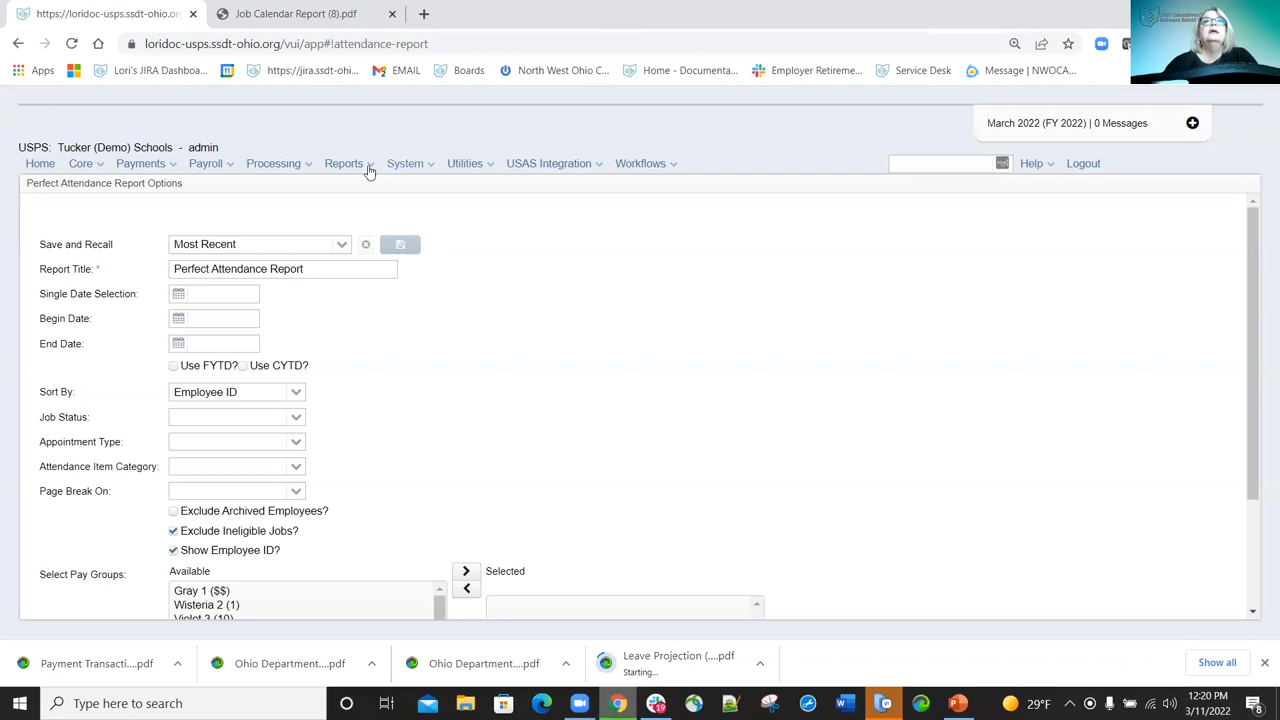 https://loridoc-usps.ssdt-ohio.org/
Job Calendar Report (8).pdf
loridoc-usps.ssdt-ohio.org/vui/app#!attendance-report
Apps
Lori's JIRA Dashboa...
https://jira.ssdt-ohi...
EMAIL
Boards
North West Ohio C...
Home - Documenta...
Employer Retireme...
Service Desk
Message | NWOCA...
March 2022 (FY 2022) | 0 Messages
USPS: Tucker (Demo) Schools - admin
Home Core Payments Payroll Processing Reports System Utilities USAS Integration Workflows Help Logout
Perfect Attendance Report Options
Save and Recall Most Recent
Report Title: * Perfect Attendance Report
Single Date Selection:
Begin Date:
End Date:
Use FYTD? Use CYTD?
Sort By: Employee ID
Job Status:
Appointment Type:
Attendance Item Category:
Page Break On:
Exclude Archived Employees?
Exclude Ineligible Jobs?
Show Employee ID?
Select Pay Groups: Available Selected
Gray 1 ($$)
Wisteria 2 (1)
Violet 3 (10)
Payment Transacti....pdf
Ohio Department....pdf
Ohio Department....pdf
Leave Projection (....pdf
Starting...
Show all
Type here to search
29°F
12:20 PM
3/11/2022
8